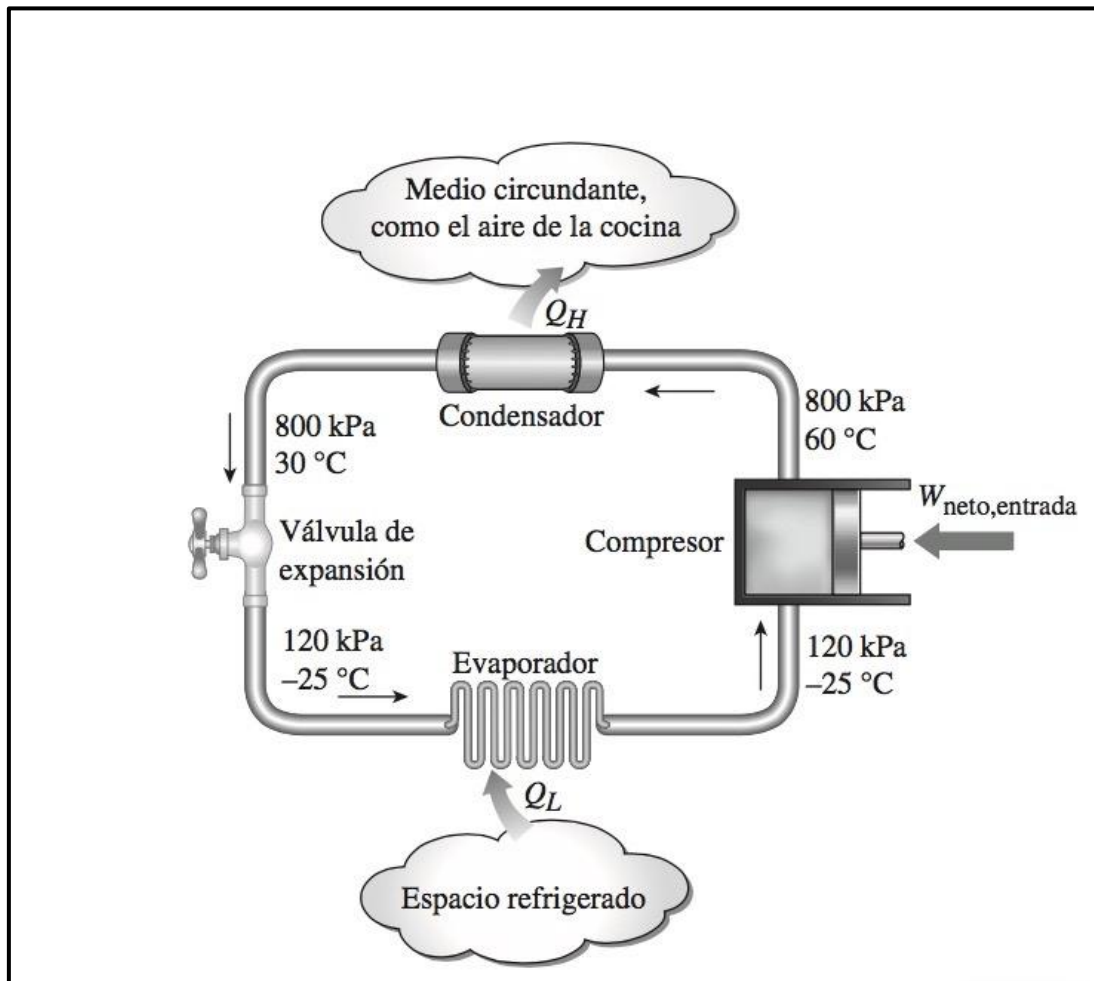 Medio circundante,
como el aire de la cocina
Q_H
Condensador
800 kPa
30 °C
800 kPa
60 °C
Válvula de
expansión
Compresor
W_neto,entrada
120 kPa
–25 °C
Evaporador
120 kPa
–25 °C
Q_L
Espacio refrigerado